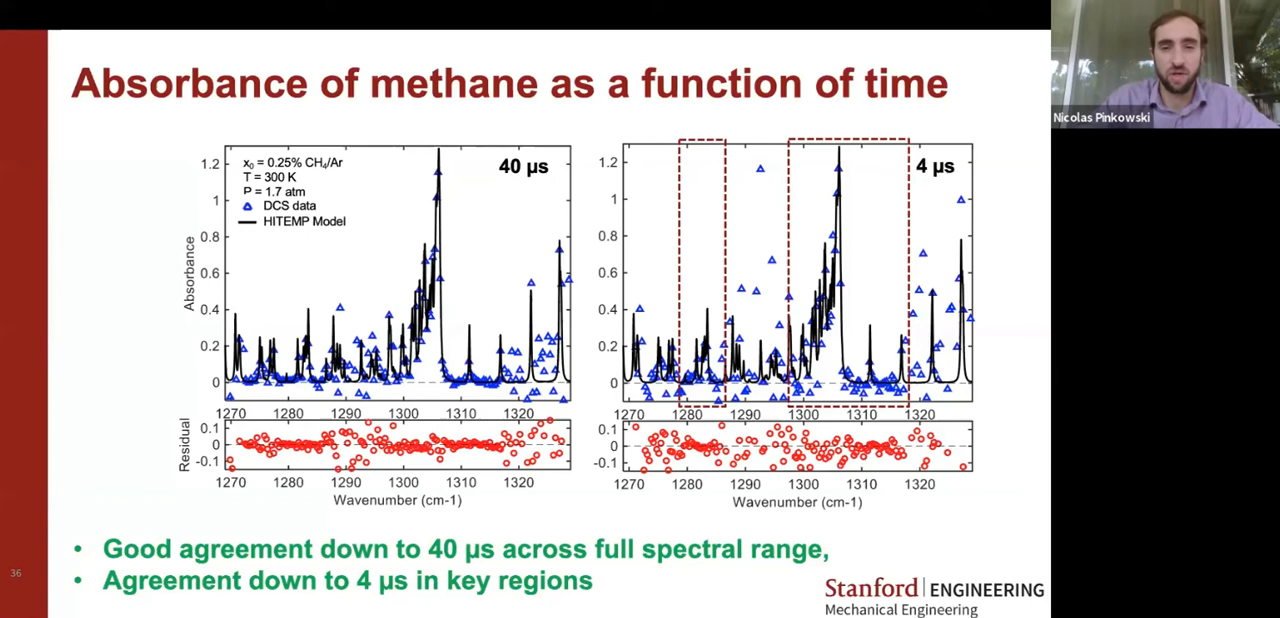 Absorbance of methane as a function of time
Nicolas Pinkowski
x₀ = 0.25% CH₄/Ar
T = 300 K
P = 1.7 atm
DCS data
HITEMP Model
40 µs
1.2
1
0.8
0.6
0.4
0.2
0
Absorbance
1270 1280 1290 1300 1310 1320
0.1
0
-0.1
Residual
1270 1280 1290 1300 1310 1320
Wavenumber (cm-1)
4 µs
1.2
1
0.8
0.6
0.4
0.2
0
1270 1280 1290 1300 1310 1320
0.1
0
-0.1
1270 1280 1290 1300 1310 1320
Wavenumber (cm-1)
• Good agreement down to 40 µs across full spectral range,
• Agreement down to 4 µs in key regions
36
Stanford | ENGINEERING
Mechanical Engineering